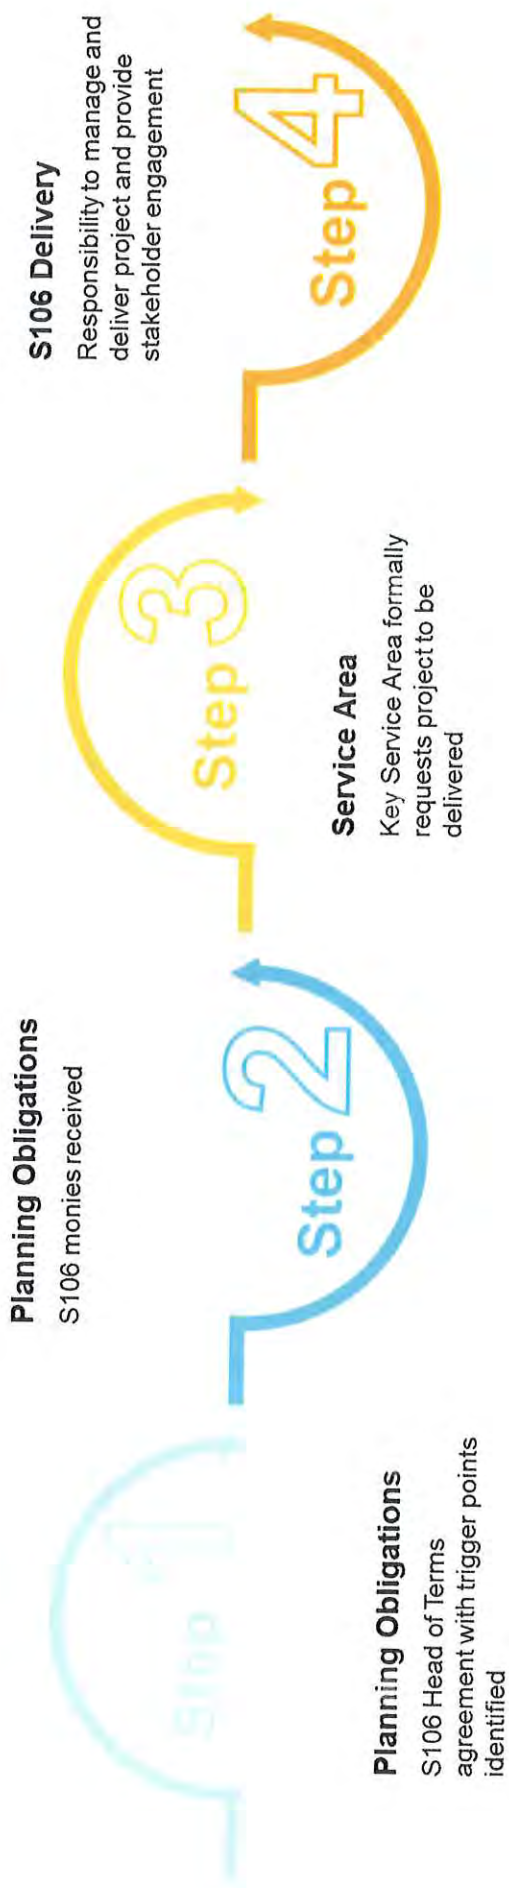 Step 1
Planning Obligations
S106 Head of Terms
agreement with trigger points
identified
Planning Obligations
S106 monies received
Step 2
Step 3
Service Area
Key Service Area formally
requests project to be
delivered
S106 Delivery
Responsibility to manage and
deliver project and provide
stakeholder engagement
Step 4